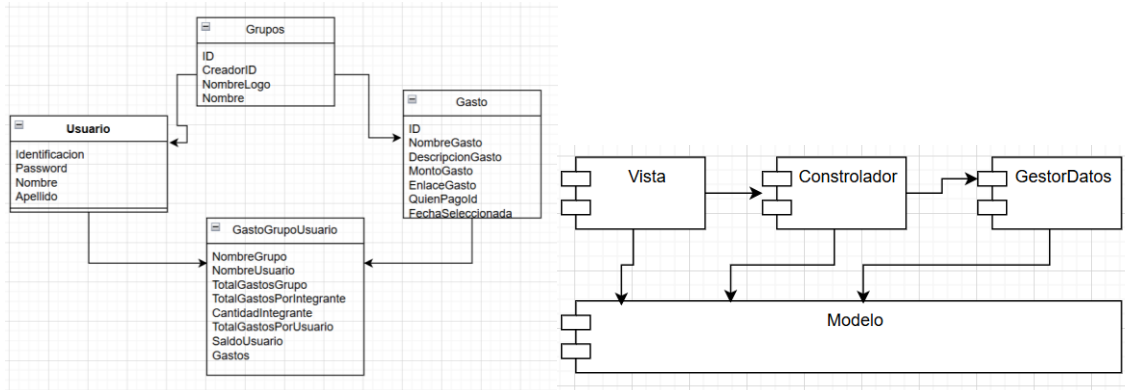 Grupos
ID
CreadorID
NombreLogo
Nombre
Usuario
Identificacion
Password
Nombre
Apellido
Gasto
ID
NombreGasto
DescripcionGasto
MontoGasto
EnlaceGasto
QuienPagoId
FechaSeleccionada
GastoGrupoUsuario
NombreGrupo
NombreUsuario
TotalGastosGrupo
TotalGastosPorIntegrante
CantidadIntegrante
TotalGastosPorUsuario
SaldoUsuario
Gastos
Vista
Constrolador
GestorDatos
Modelo